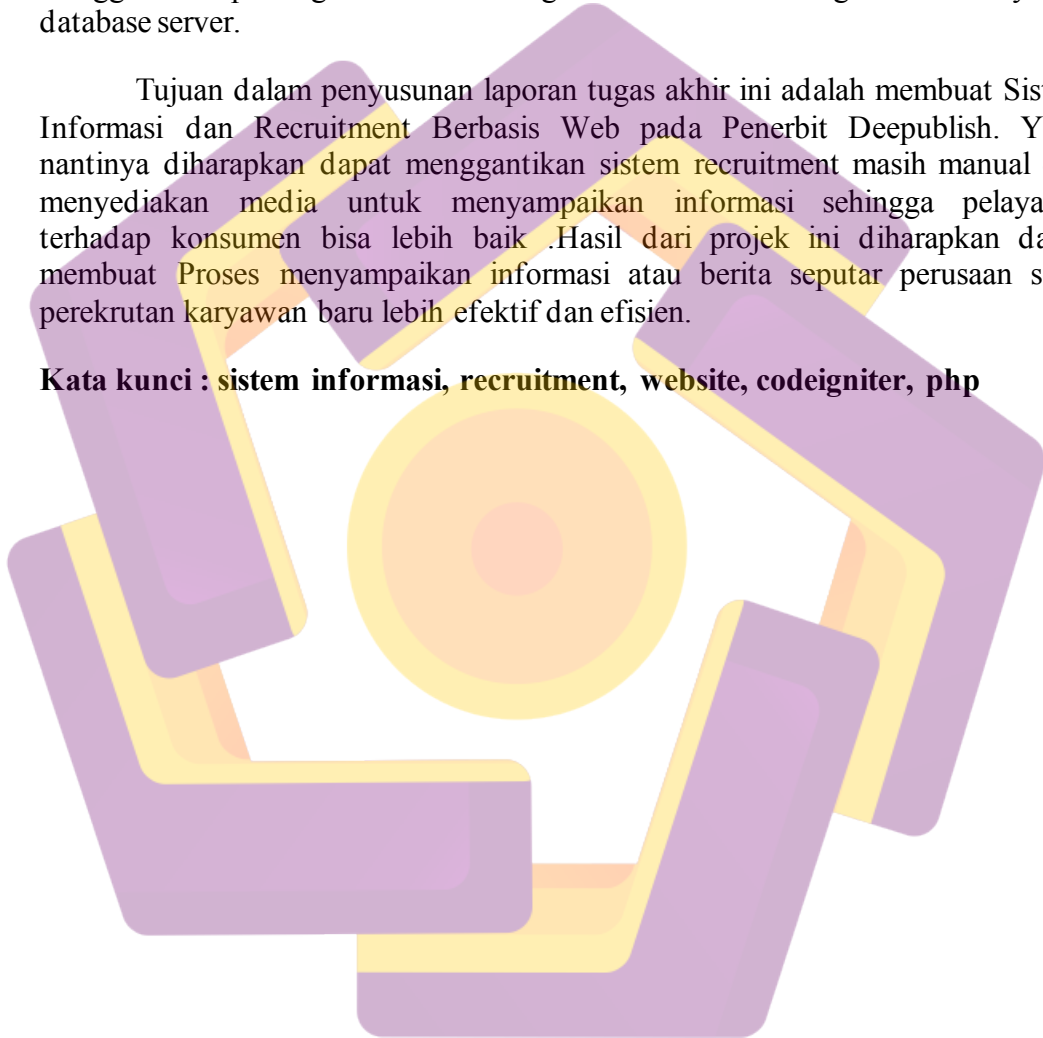 database server.
Tujuan dalam penyusunan laporan tugas akhir ini adalah membuat Sist
Informasi dan Recruitment Berbasis Web pada Penerbit Deepublish. Y
nantinya diharapkan dapat menggantikan sistem recruitment masih manual
menyediakan media untuk menyampaikan informasi sehingga pelaya
terhadap konsumen bisa lebih baik .Hasil dari projek ini diharapkan da
membuat Proses menyampaikan informasi atau berita seputar perusaan s
perekrutan karyawan baru lebih efektif dan efisien.
Kata kunci : sistem informasi, recruitment, website, codeigniter, php